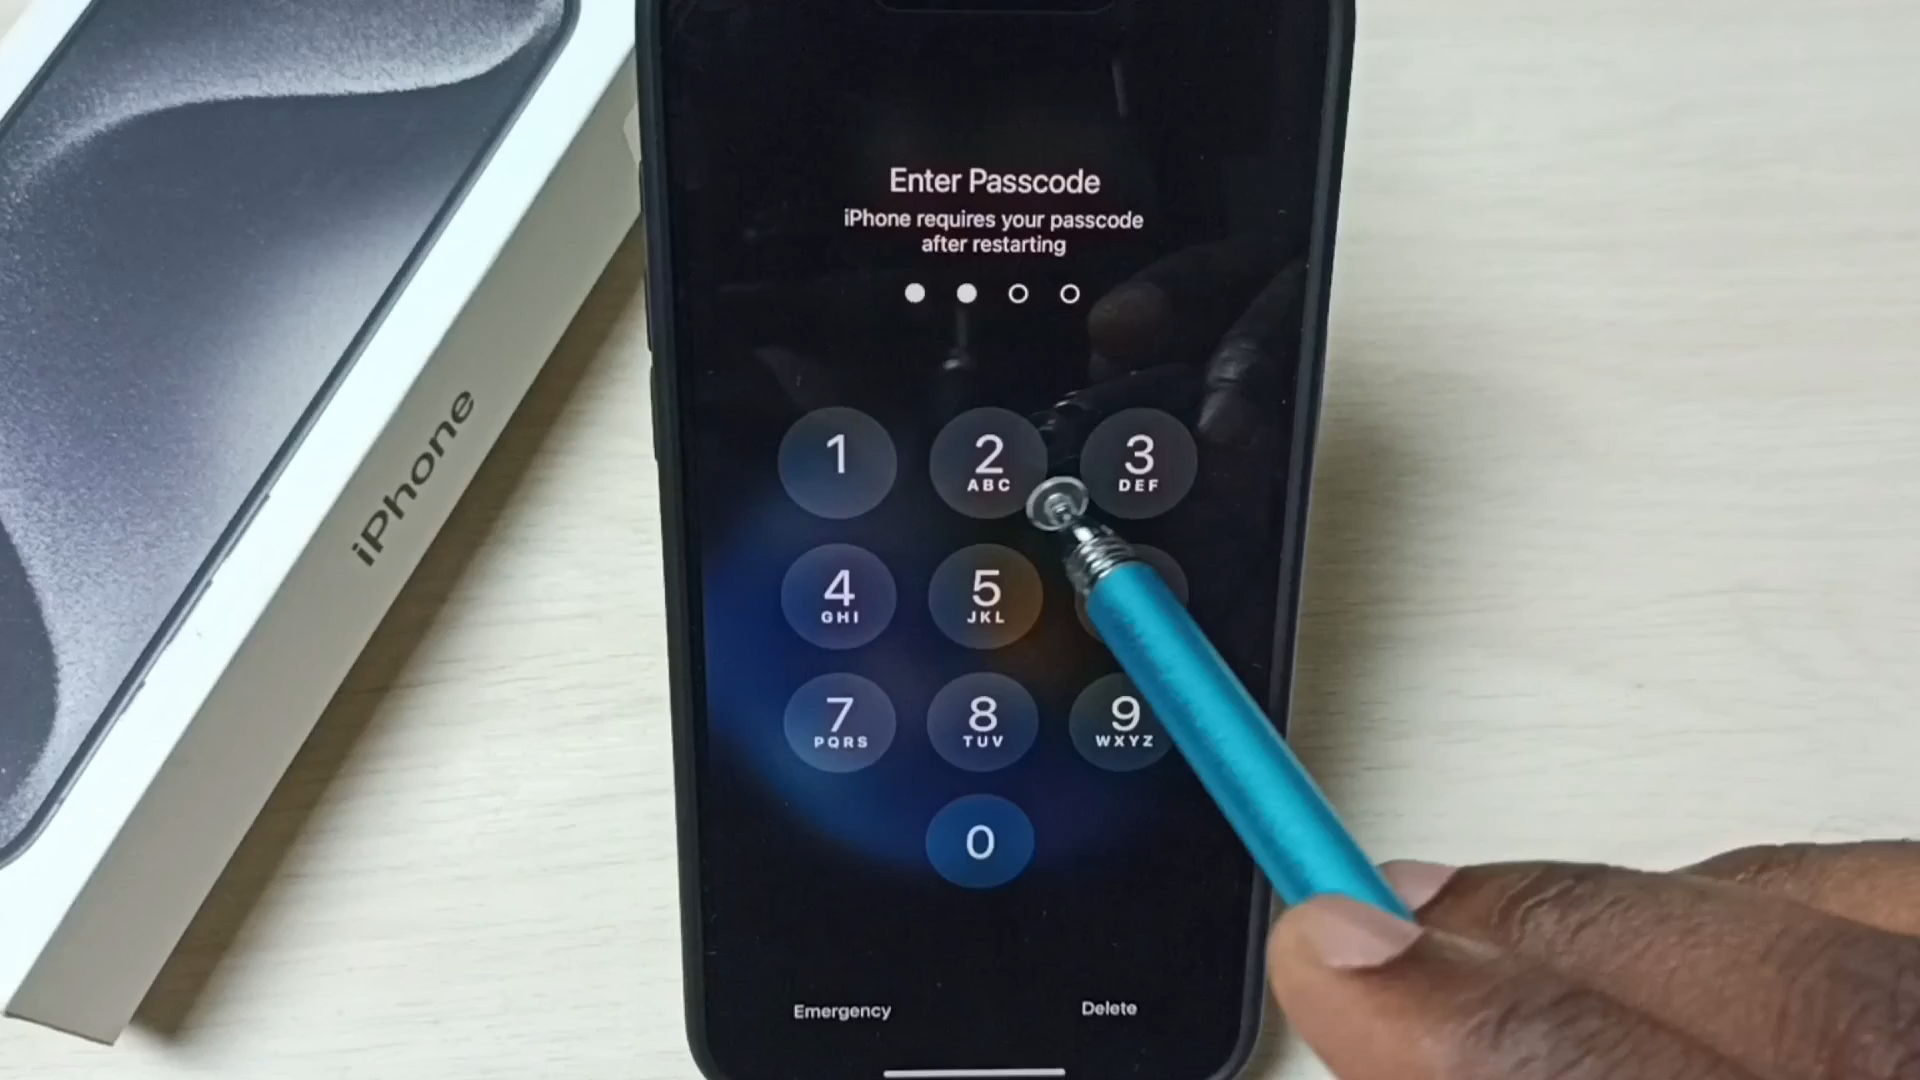 iPhone
Enter Passcode
iPhone requires your passcode
after restarting
1
2
ABC
3
DEF
4
GHI
5
JKL
7
PQRS
8
TUV
9
WXYZ
0
Emergency
Delete